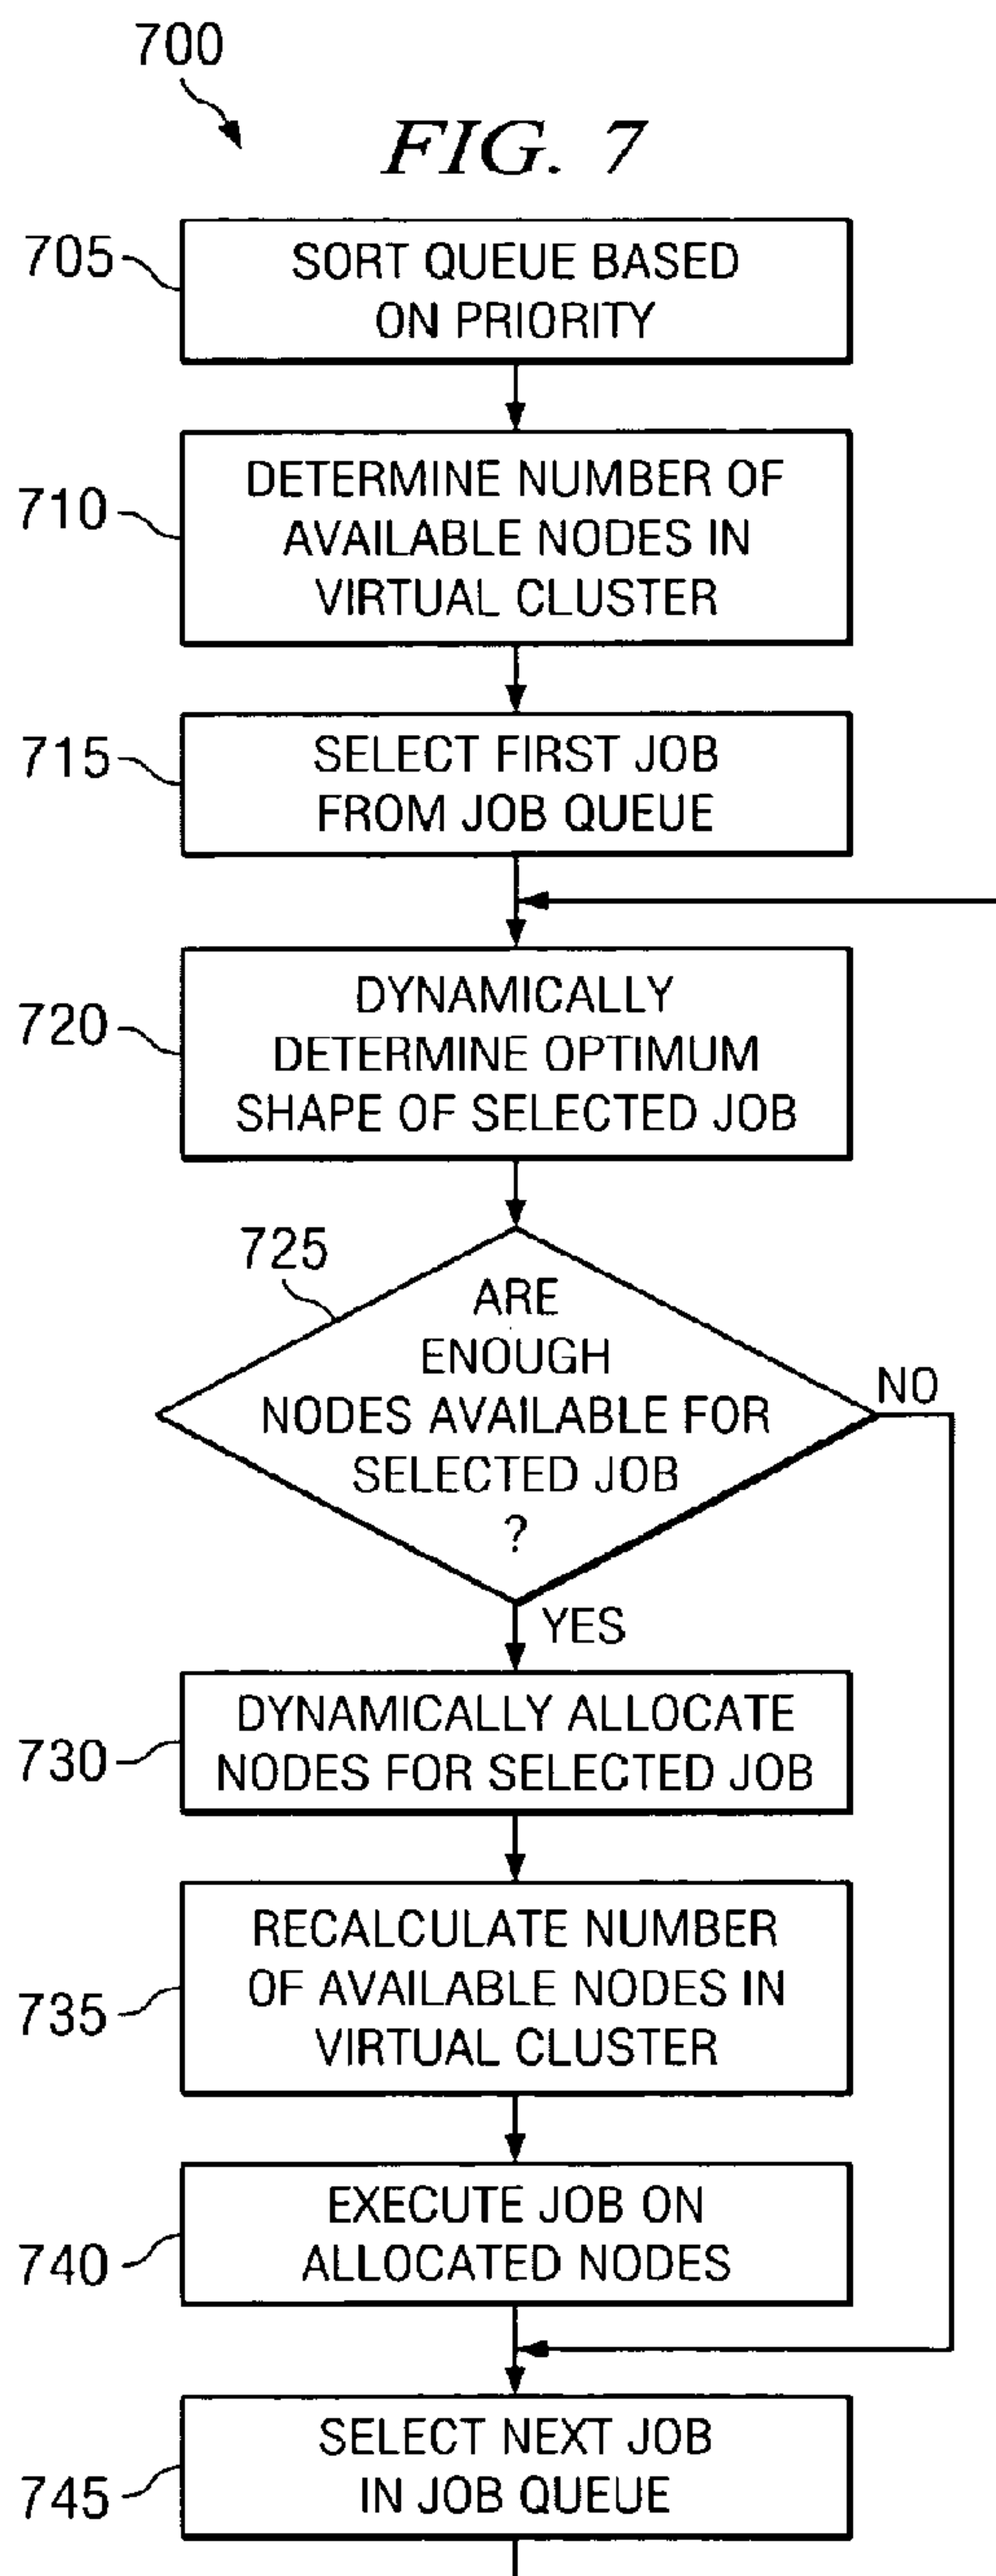 700
FIG. 7
705
SORT QUEUE BASED
ON PRIORITY
710
DETERMINE NUMBER OF
AVAILABLE NODES IN
VIRTUAL CLUSTER
715
SELECT FIRST JOB
FROM JOB QUEUE
720
DYNAMICALLY
DETERMINE OPTIMUM
SHAPE OF SELECTED JOB
725
ARE
ENOUGH
NODES AVAILABLE FOR
SELECTED JOB
?
NO
YES
730
DYNAMICALLY ALLOCATE
NODES FOR SELECTED JOB
735
RECALCULATE NUMBER
OF AVAILABLE NODES IN
VIRTUAL CLUSTER
740
EXECUTE JOB ON
ALLOCATED NODES
745
SELECT NEXT JOB
IN JOB QUEUE